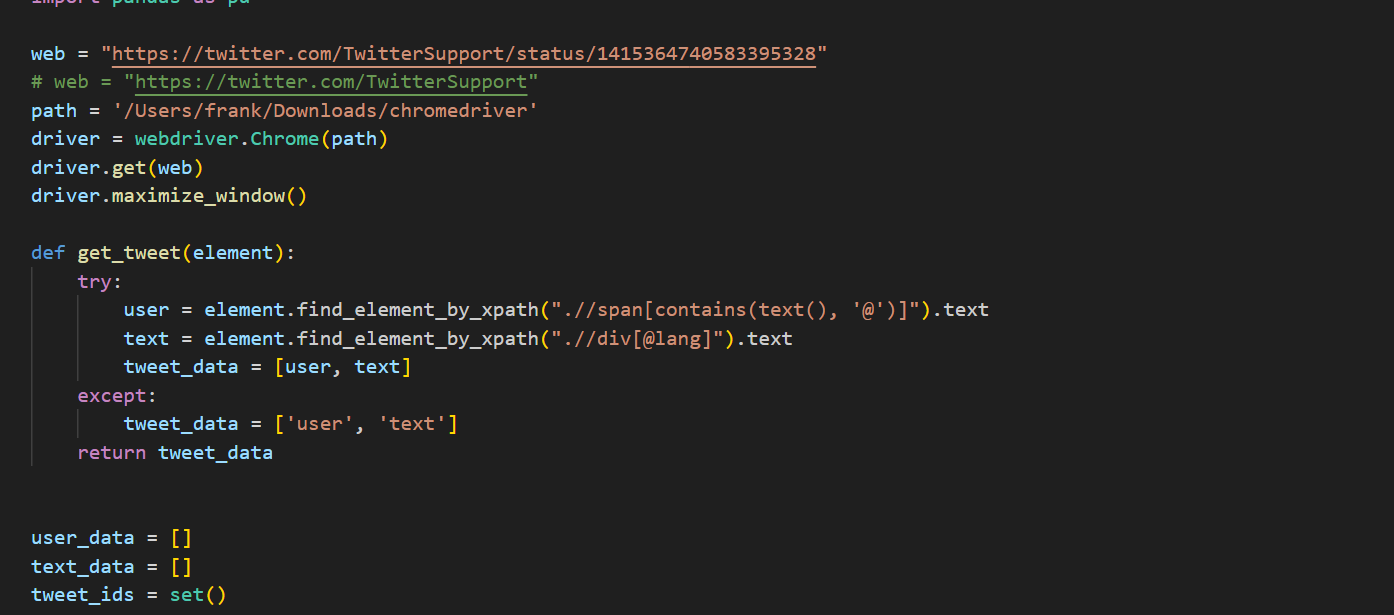 import pandas as pd
web = "https://twitter.com/TwitterSupport/status/1415364740583395328"
# web = "https://twitter.com/TwitterSupport"
path = '/Users/frank/Downloads/chromedriver'
driver = webdriver.Chrome(path)
driver.get(web)
driver.maximize_window()
def get_tweet(element):
    try:
        user = element.find_element_by_xpath(".//span[contains(text(), '@')]").text
        text = element.find_element_by_xpath(".//div[@lang]").text
        tweet_data = [user, text]
    except:
        tweet_data = ['user', 'text']
    return tweet_data
user_data = []
text_data = []
tweet_ids = set()